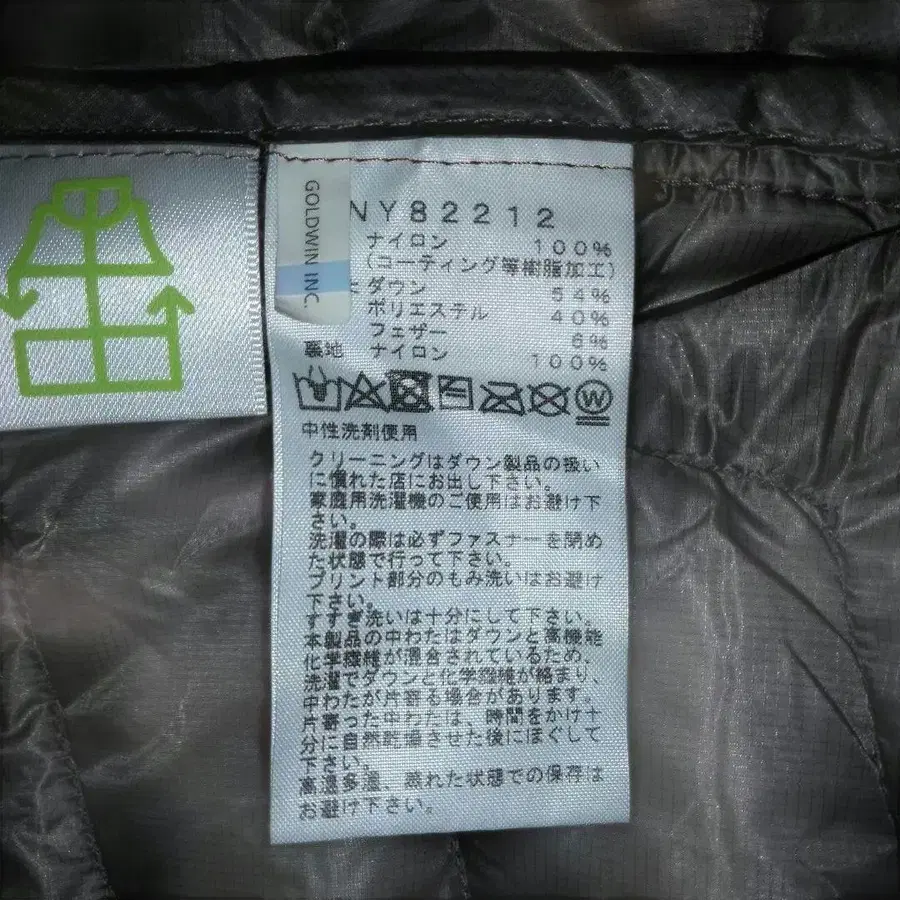 GOLDWIN INC.
NY82212
ナイロン 100%
(コーティング等樹脂加工)
ダウン 54%
ポリエステル 40%
フェザー 6%
裏地 ナイロン 100%
W
中性洗剤使用
クリーニングはダウン製品の扱い
に慣れた店にお出し下さい。
家庭用洗濯機のご使用はお避け下
さい。
洗濯の際は必ずファスナーを閉め
た状態で行って下さい。
プリント部分のもみ洗いはお避け
下さい。
すすぎ洗いは十分にして下さい。
本製品の中わたはダウンと高機能
化学繊維が混合されているため、
洗濯でダウンと化学繊維が絡まり、
中わたが片寄る場合があります。
片寄った中わたは、時間をかけ十
分に自然乾燥させた後にほぐして
下さい。
高温多湿、蒸れた状態での保存は
お避け下さい。